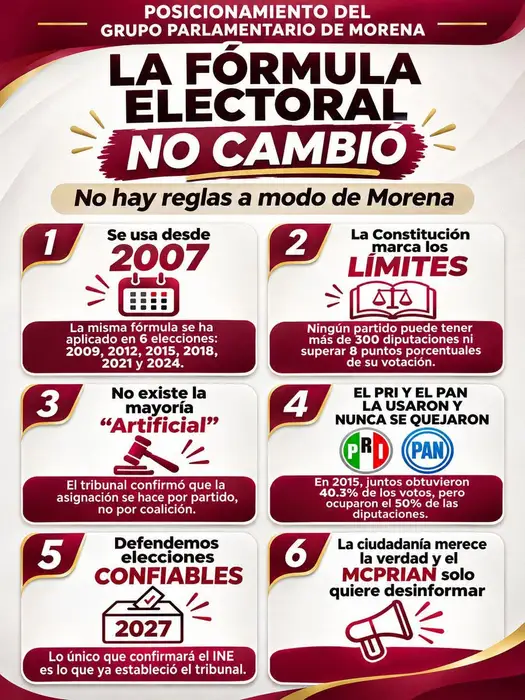 POSICIONAMIENTO DEL
GRUPO PARLAMENTARIO DE MORENA
LA FÓRMULA
ELECTORAL
NO CAMBIÓ
No hay reglas a modo de Morena
1
Se usa desde
2007
La misma fórmula se ha
aplicado en 6 elecciones:
2009, 2012, 2015, 2018,
2021 y 2024.
2
La Constitución
marca los
LÍMITES
Ningún partido puede tener
más de 300 diputaciones ni
superar 8 puntos porcentuales
de su votación.
3
No existe la
mayoría
"Artificial"
El tribunal confirmó que la
asignación se hace por partido,
no por coalición.
4
EL PRI Y EL PAN
LA USARON Y
NUNCA SE QUEJARON
PRI
PAN
En 2015, juntos obtuvieron
40.3% de los votos, pero
ocuparon el 50% de las
diputaciones.
5
Defendemos
elecciones
CONFIABLES
2027
Lo único que confirmará el INE
es lo que ya estableció el tribunal.
6
La ciudadanía merece
la verdad y el
MCPRIAN solo
quiere desinformar